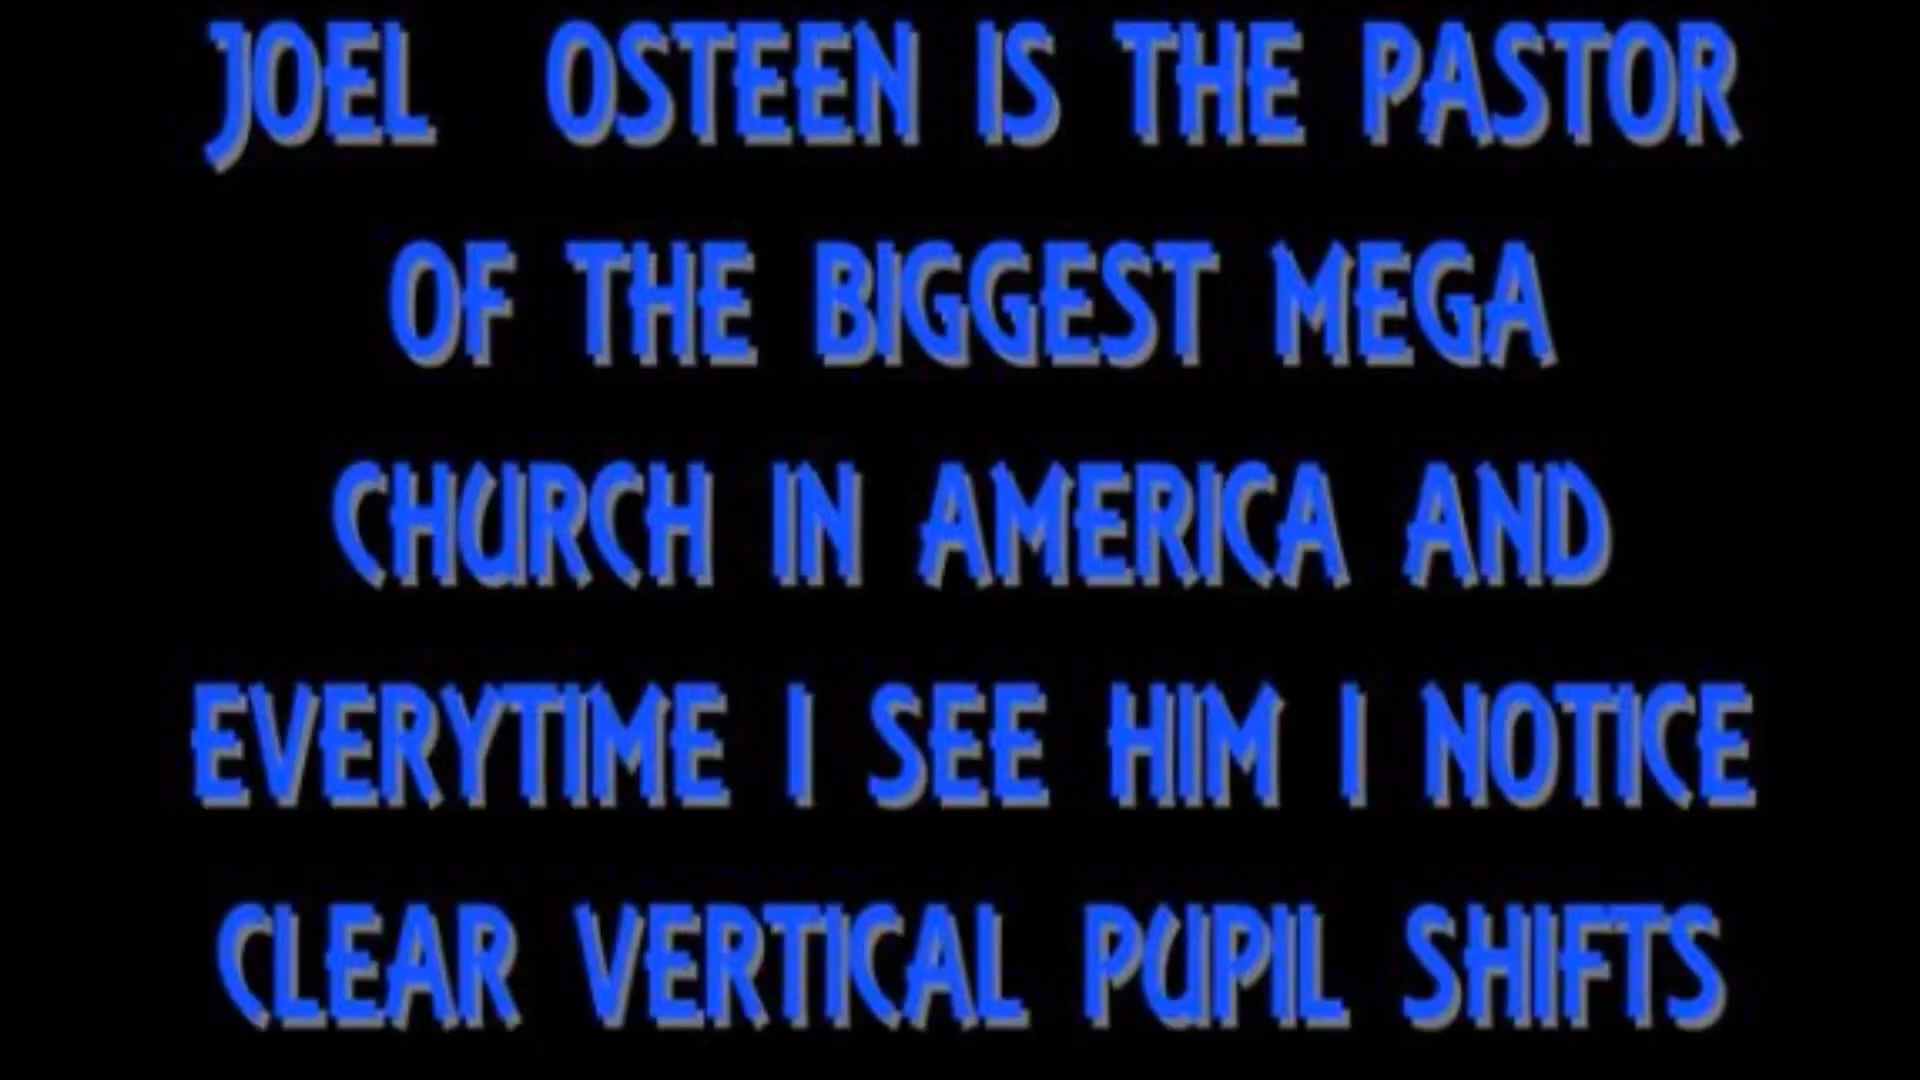 JOEL OSTEEN IS THE PASTOR
OF THE BIGGEST MEGA
CHURCH IN AMERICA AND
EVERYTIME I SEE HIM I NOTICE
CLEAR VERTICAL PUPIL SHIFTS